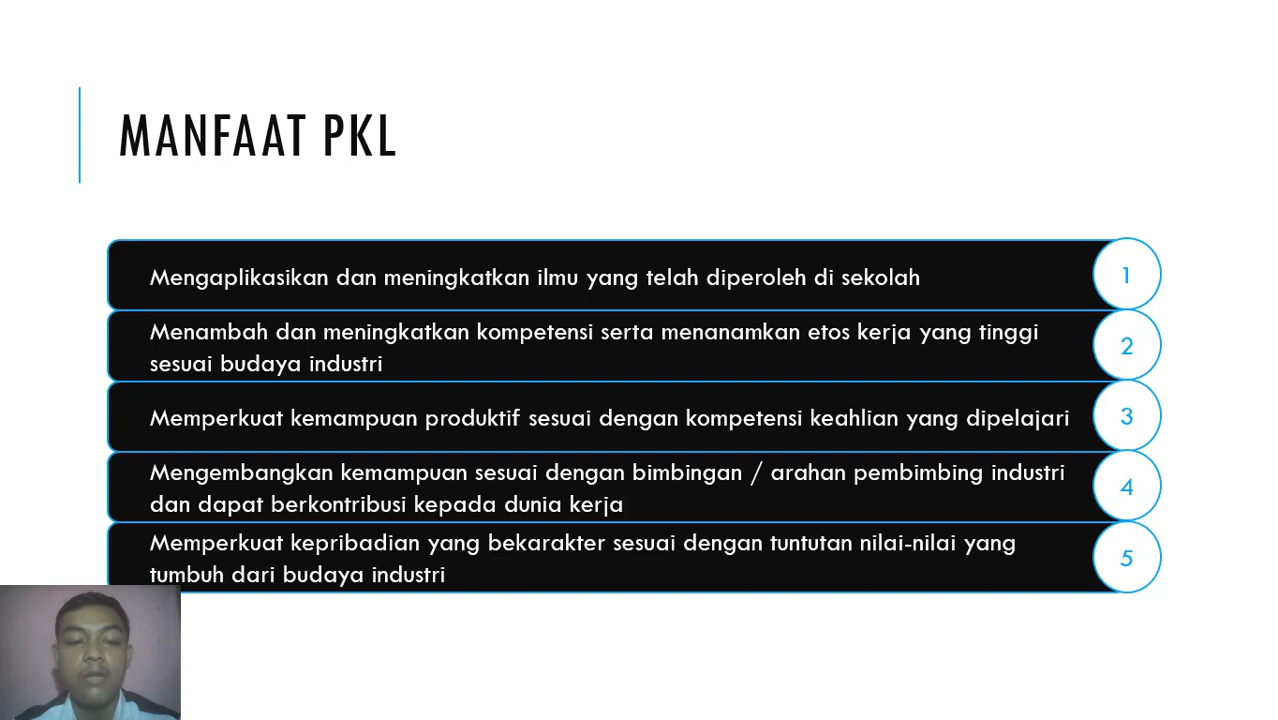 MANFAAT PKL
Mengaplikasikan dan meningkatkan ilmu yang telah diperoleh di sekolah
1
Menambah dan meningkatkan kompetensi serta menanamkan etos kerja yang tinggi
sesuai budaya industri
2
Memperkuat kemampuan produktif sesuai dengan kompetensi keahlian yang dipelajari
3
Mengembangkan kemampuan sesuai dengan bimbingan / arahan pembimbing industri
dan dapat berkontribusi kepada dunia kerja
4
Memperkuat kepribadian yang bekarakter sesuai dengan tuntutan nilai-nilai yang
tumbuh dari budaya industri
5